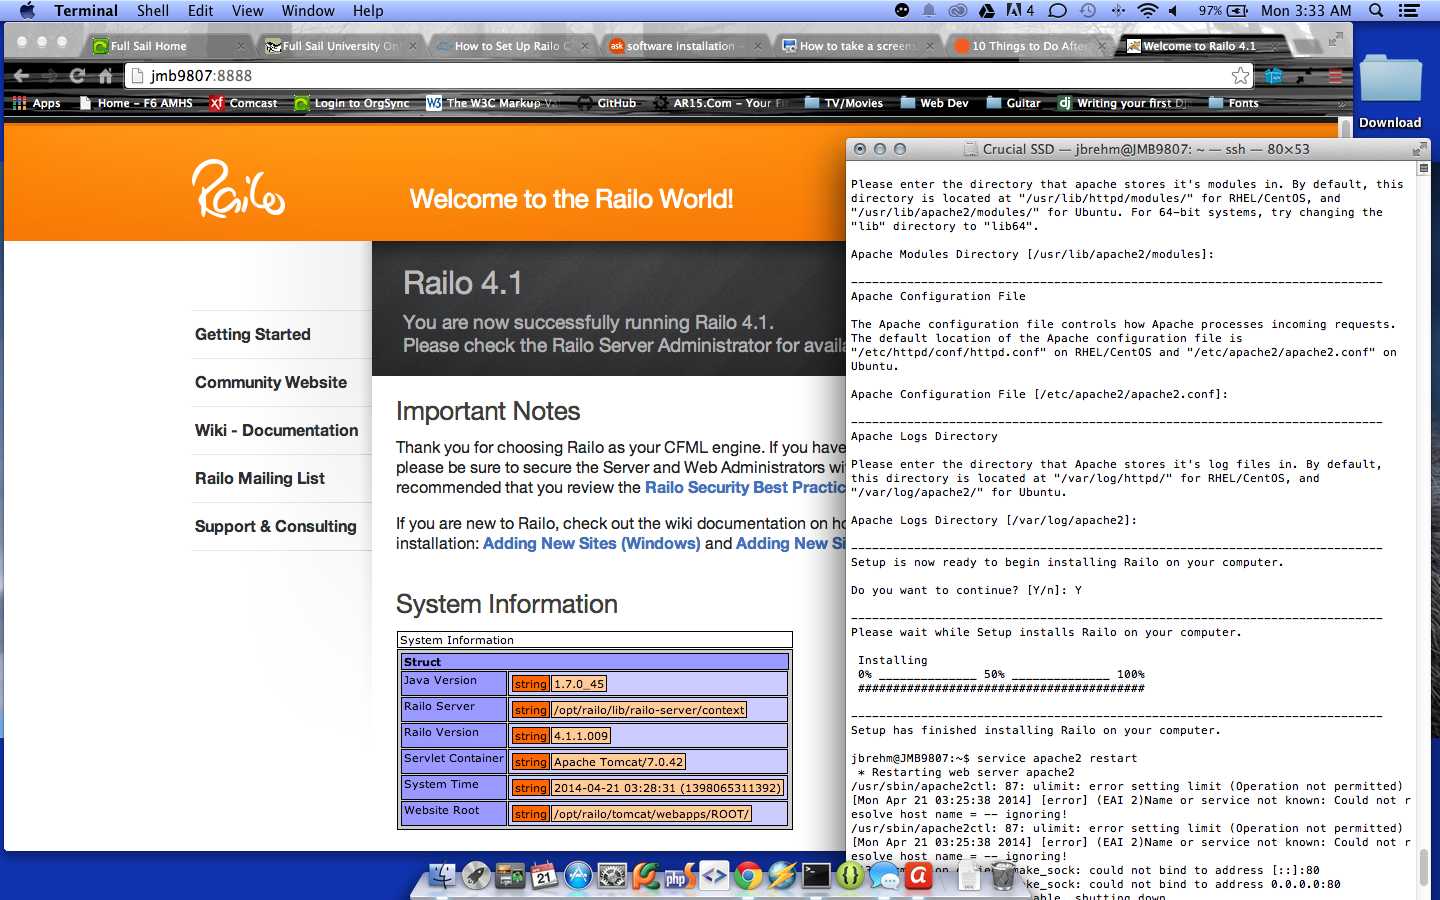 Terminal Shell Edit View Window Help
4 97% Mon 3:33 AM
Full Sail Home
Full Sail University On
How to Set Up Railo C
ask software installation -
How to take a screens
10 Things to Do Afte
Welcome to Railo 4.1
jmb9807:8888
Apps
Home - F6 AMHS
xf Comcast
Login to OrgSync
W3 The W3C Markup Va
GitHub
AR15.Com - Your Fi
TV/Movies
Web Dev
Guitar
dj Writing your first Dj
Fonts
»
Download
Railo
Welcome to the Railo World!
Railo 4.1
You are now successfully running Railo 4.1.
Please check the Railo Server Administrator for availa
Getting Started
Community Website
Wiki - Documentation
Railo Mailing List
Support & Consulting
Important Notes
Thank you for choosing Railo as your CFML engine. If you have
please be sure to secure the Server and Web Administrators wi
recommended that you review the Railo Security Best Practic
If you are new to Railo, check out the wiki documentation on ho
installation: Adding New Sites (Windows) and Adding New Si
System Information
System Information
Struct
Java Version string 1.7.0_45
Railo Server string /opt/railo/lib/railo-server/context
Railo Version string 4.1.1.009
Servlet Container string Apache Tomcat/7.0.42
System Time string 2014-04-21 03:28:31 (1398065311392)
Website Root string /opt/railo/tomcat/webapps/ROOT/
Crucial SSD — jbrehm@JMB9807: ~ — ssh — 80×53
Please enter the directory that apache stores it's modules in. By default, this
directory is located at "/usr/lib/httpd/modules/" for RHEL/CentOS, and
"/usr/lib/apache2/modules/" for Ubuntu. For 64-bit systems, try changing the
"lib" directory to "lib64".
Apache Modules Directory [/usr/lib/apache2/modules]:
----------------------------------------------------------------------------
Apache Configuration File
The Apache configuration file controls how Apache processes incoming requests.
The default location of the Apache configuration file is
"/etc/httpd/conf/httpd.conf" on RHEL/CentOS and "/etc/apache2/apache2.conf" on
Ubuntu.
Apache Configuration File [/etc/apache2/apache2.conf]:
----------------------------------------------------------------------------
Apache Logs Directory
Please enter the directory that Apache stores it's log files in. By default,
this directory is located at "/var/log/httpd/" for RHEL/CentOS, and
"/var/log/apache2/" for Ubuntu.
Apache Logs Directory [/var/log/apache2]:
----------------------------------------------------------------------------
Setup is now ready to begin installing Railo on your computer.
Do you want to continue? [Y/n]: Y
----------------------------------------------------------------------------
Please wait while Setup installs Railo on your computer.
Installing
0% ______________ 50% ______________ 100%
#########################################
----------------------------------------------------------------------------
Setup has finished installing Railo on your computer.
jbrehm@JMB9807:~$ service apache2 restart
* Restarting web server apache2
/usr/sbin/apache2ctl: 87: ulimit: error setting limit (Operation not permitted)
[Mon Apr 21 03:25:38 2014] [error] (EAI 2)Name or service not known: Could not r
esolve host name = -- ignoring!
/usr/sbin/apache2ctl: 87: ulimit: error setting limit (Operation not permitted)
[Mon Apr 21 03:25:38 2014] [error] (EAI 2)Name or service not known: Could not r
esolve host name = -- ignoring!
make_sock: could not bind to address [::]:80
make_sock: could not bind to address 0.0.0.0:80
able, shutting down
21
php